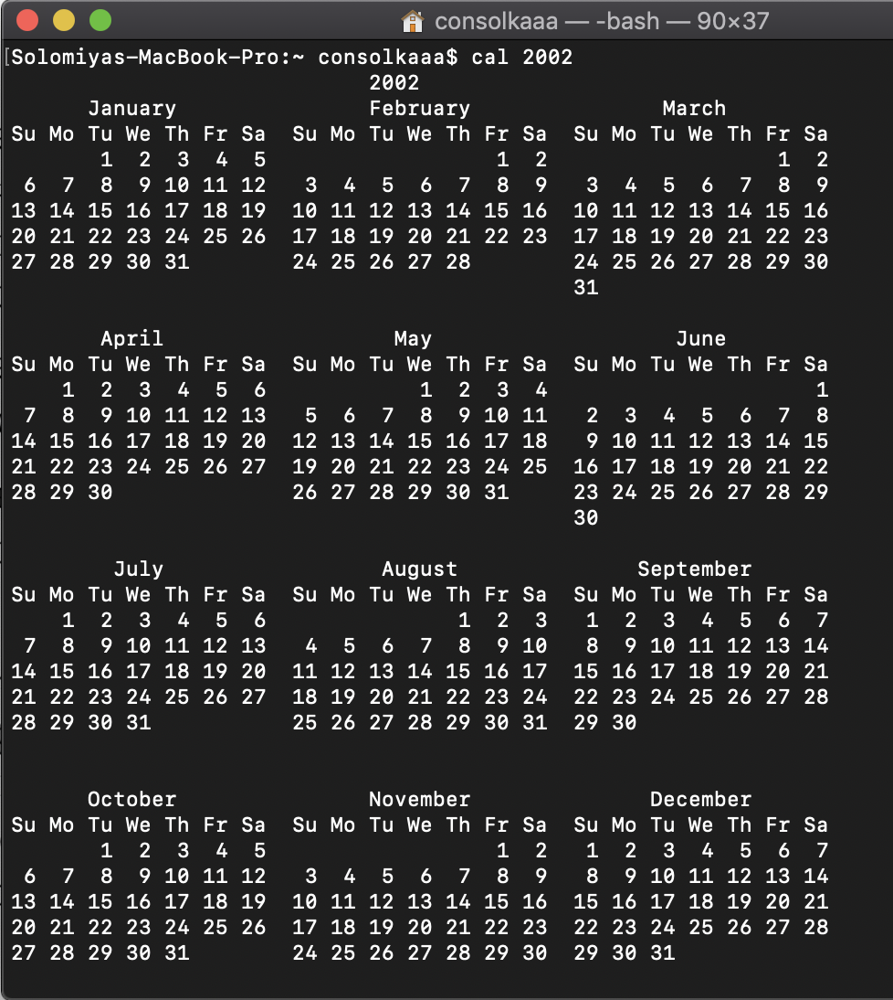 consolkaaa — -bash — 90×37
[Solomiyas-MacBook-Pro:~ consolkaaa$ cal 2002
                            2002
      January               February               March
Su Mo Tu We Th Fr Sa  Su Mo Tu We Th Fr Sa  Su Mo Tu We Th Fr Sa
       1  2  3  4  5                  1  2                  1  2
 6  7  8  9 10 11 12   3  4  5  6  7  8  9   3  4  5  6  7  8  9
13 14 15 16 17 18 19  10 11 12 13 14 15 16  10 11 12 13 14 15 16
20 21 22 23 24 25 26  17 18 19 20 21 22 23  17 18 19 20 21 22 23
27 28 29 30 31        24 25 26 27 28        24 25 26 27 28 29 30
                                            31
       April                  May                   June
Su Mo Tu We Th Fr Sa  Su Mo Tu We Th Fr Sa  Su Mo Tu We Th Fr Sa
    1  2  3  4  5  6            1  2  3  4                     1
 7  8  9 10 11 12 13   5  6  7  8  9 10 11   2  3  4  5  6  7  8
14 15 16 17 18 19 20  12 13 14 15 16 17 18   9 10 11 12 13 14 15
21 22 23 24 25 26 27  19 20 21 22 23 24 25  16 17 18 19 20 21 22
28 29 30              26 27 28 29 30 31     23 24 25 26 27 28 29
                                            30
        July                 August              September
Su Mo Tu We Th Fr Sa  Su Mo Tu We Th Fr Sa  Su Mo Tu We Th Fr Sa
    1  2  3  4  5  6               1  2  3   1  2  3  4  5  6  7
 7  8  9 10 11 12 13   4  5  6  7  8  9 10   8  9 10 11 12 13 14
14 15 16 17 18 19 20  11 12 13 14 15 16 17  15 16 17 18 19 20 21
21 22 23 24 25 26 27  18 19 20 21 22 23 24  22 23 24 25 26 27 28
28 29 30 31           25 26 27 28 29 30 31  29 30
      October               November              December
Su Mo Tu We Th Fr Sa  Su Mo Tu We Th Fr Sa  Su Mo Tu We Th Fr Sa
       1  2  3  4  5                  1  2   1  2  3  4  5  6  7
 6  7  8  9 10 11 12   3  4  5  6  7  8  9   8  9 10 11 12 13 14
13 14 15 16 17 18 19  10 11 12 13 14 15 16  15 16 17 18 19 20 21
20 21 22 23 24 25 26  17 18 19 20 21 22 23  22 23 24 25 26 27 28
27 28 29 30 31        24 25 26 27 28 29 30  29 30 31